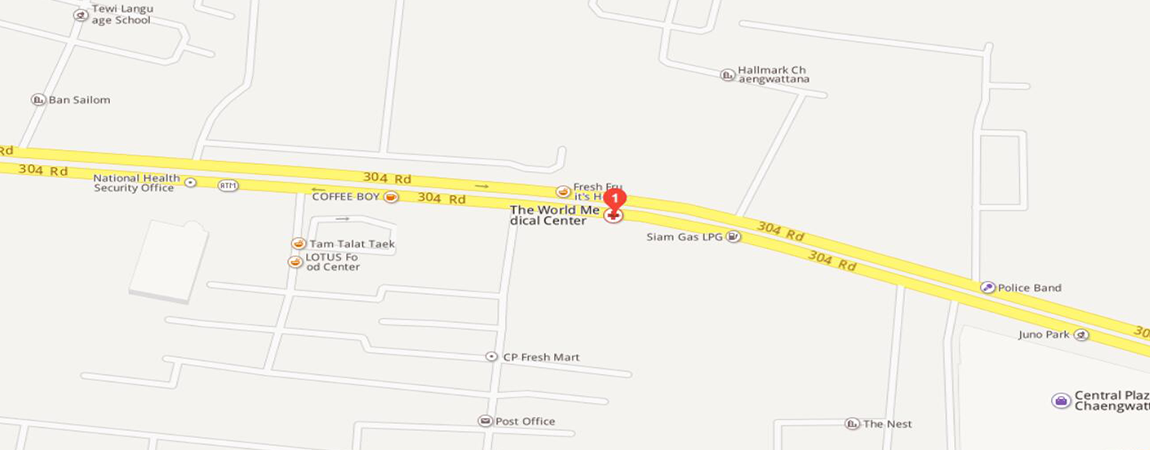 Tewi Langu
age School
Hallmark Ch
aengwattana
Ban Sailom
Rd
304 Rd
National Health
Security Office
ATM
304 Rd
COFFEE BOY
304 Rd
Fresh Fru
it's H
1
The World Me
dical Center
Siam Gas LPG
304 Rd
304 Rd
Tam Talat Taek
LOTUS Fo
od Center
Police Band
Juno Park
30
CP Fresh Mart
Central Plaz
Chaengwatt
Post Office
The Nest